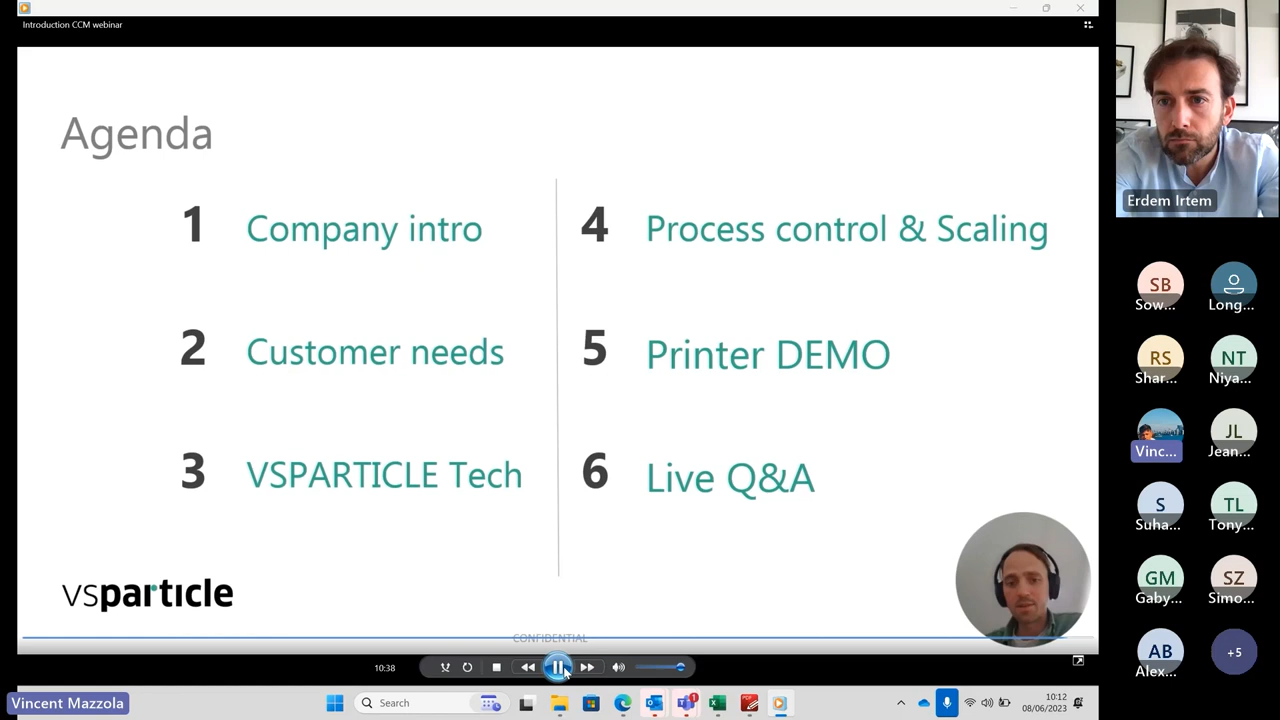 Introduction CCM webinar
Agenda
1 Company intro
2 Customer needs
3 VSPARTICLE Tech
4 Process control & Scaling
5 Printer DEMO
6 Live Q&A
vsparticle
CONFIDENTIAL
10:38
Vincent Mazzola
Search
1
10:12
08/06/2023
Erdem Irtem
SB
Sow...
Long...
RS
Shar...
NT
Niya...
Vinc...
JL
Jean...
S
Suha...
TL
Tony...
GM
Gaby...
SZ
Simo...
AB
Alex...
+5